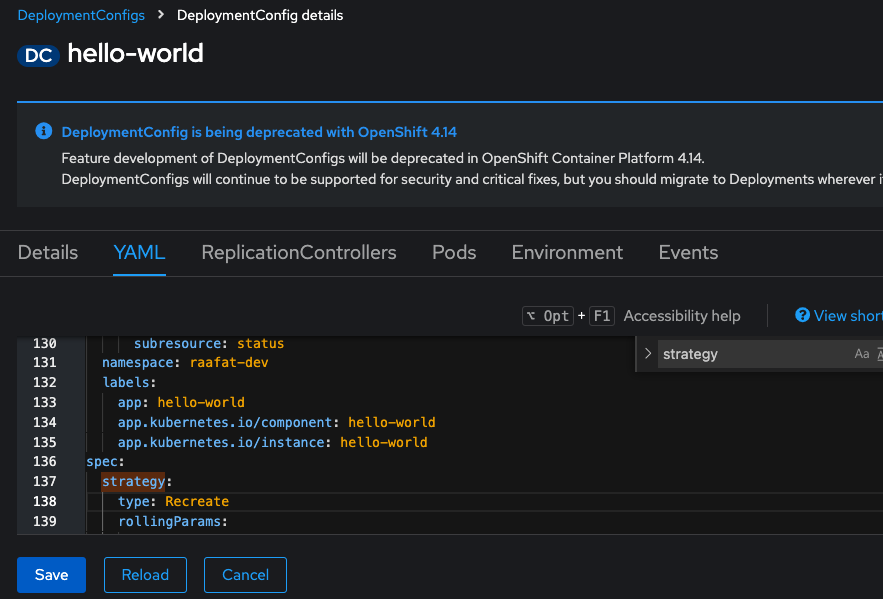 DeploymentConfigs > DeploymentConfig details
DC hello-world
DeploymentConfig is being deprecated with OpenShift 4.14
Feature development of DeploymentConfigs will be deprecated in OpenShift Container Platform 4.14.
DeploymentConfigs will continue to be supported for security and critical fixes, but you should migrate to Deployments wherever i
Details YAML ReplicationControllers Pods Environment Events
⌥ Opt + F1 Accessibility help View short
strategy Aa A
130 subresource: status
131 namespace: raafat-dev
132 labels:
133 app: hello-world
134 app.kubernetes.io/component: hello-world
135 app.kubernetes.io/instance: hello-world
136 spec:
137 strategy:
138 type: Recreate
139 rollingParams:
Save Reload Cancel